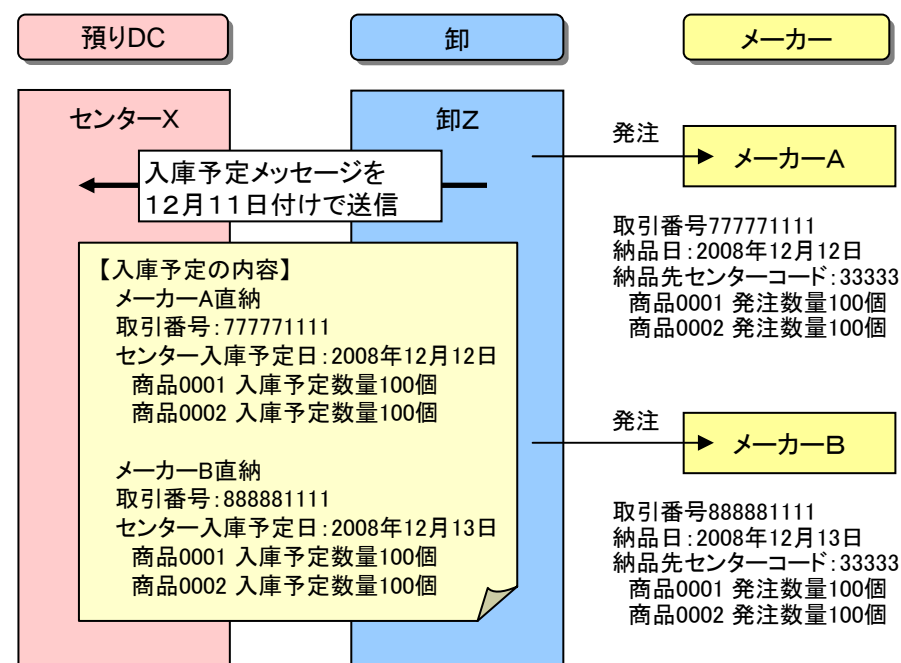 預りDC
卸
メーカー
センターX
卸Z
入庫予定メッセージを
12月11日付けで送信
【入庫予定の内容】
メーカーA直納
取引番号:777771111
センター入庫予定日:2008年12月12日
商品0001 入庫予定数量100個
商品0002 入庫予定数量100個
メーカーB直納
取引番号:888881111
センター入庫予定日:2008年12月13日
商品0001 入庫予定数量100個
商品0002 入庫予定数量100個
発注
メーカーA
取引番号777771111
納品日:2008年12月12日
納品先センターコード:33333
商品0001 発注数量100個
商品0002 発注数量100個
発注
メーカーB
取引番号888881111
納品日:2008年12月13日
納品先センターコード:33333
商品0001 発注数量100個
商品0002 発注数量100個